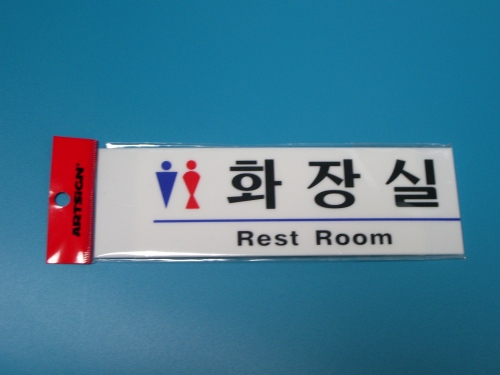 ARTSIGN
화장실
Rest Room